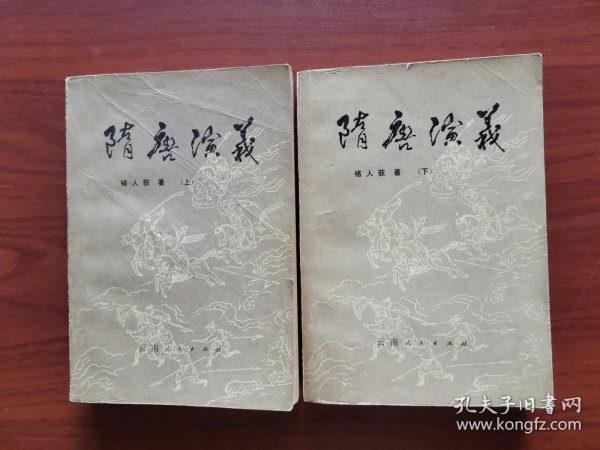 隋唐演義
褚人获 著 （上）
云南人民出版社
隋唐演義
褚人获 著 （下）
云南人民出版社
孔夫子旧书网
www.kongfz.com